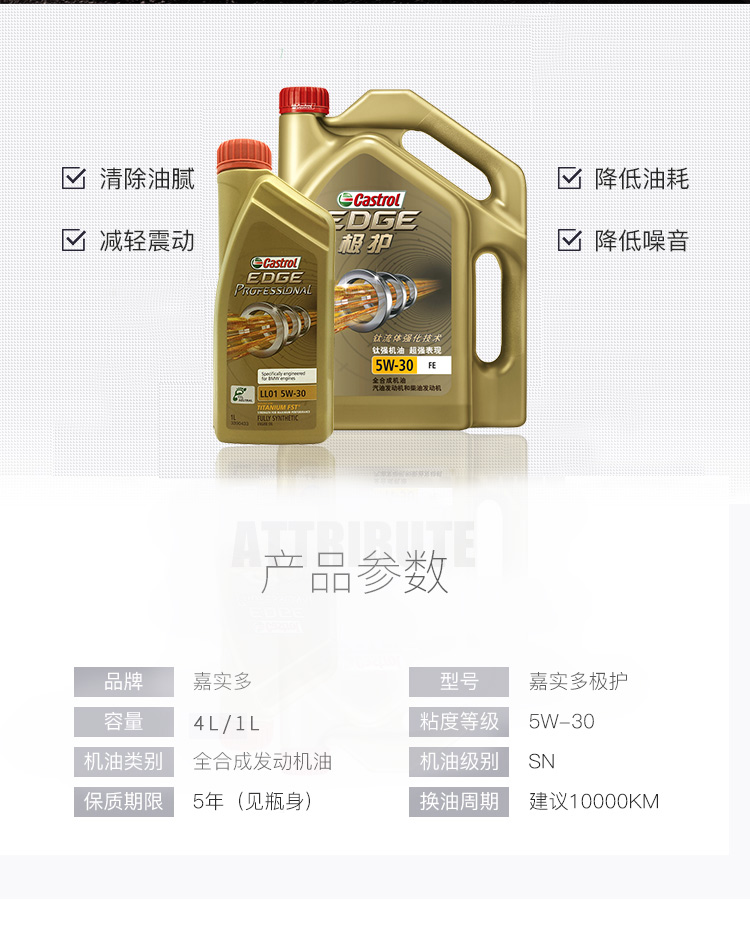 清除油腻
减轻震动
降低油耗
降低噪音
Castrol
Castrol
EDGE
极护
钛流体强化技术
钛强机油 超强表现
5W-30 FE
全合成机油
汽油发动机和柴油发动机
Castrol
EDGE
PROFESSIONAL
Specifically engineered
for BMW engines
LL01 5W-30
TITANIUM FST
FULLY SYNTHETIC
1L
ATTRIBUTE
产品参数
品牌 嘉实多
型号 嘉实多极护
容量 4L/1L
粘度等级 5W-30
机油类别 全合成发动机油
机油级别 SN
保质期限 5年（见瓶身）
换油周期 建议10000KM